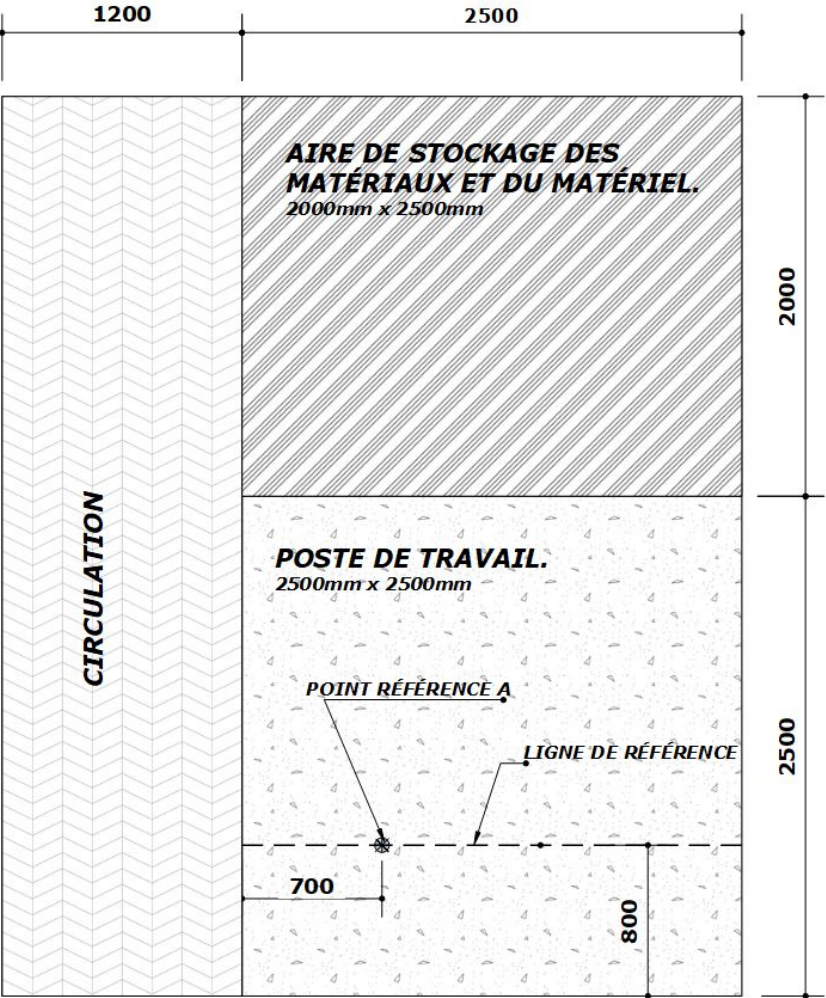 1200
2500
AIRE DE STOCKAGE DES
MATÉRIAUX ET DU MATÉRIEL.
2000mm x 2500mm
2000
CIRCULATION
POSTE DE TRAVAIL.
2500mm x 2500mm
POINT RÉFÉRENCE A
LIGNE DE RÉFÉRENCE
2500
700
800